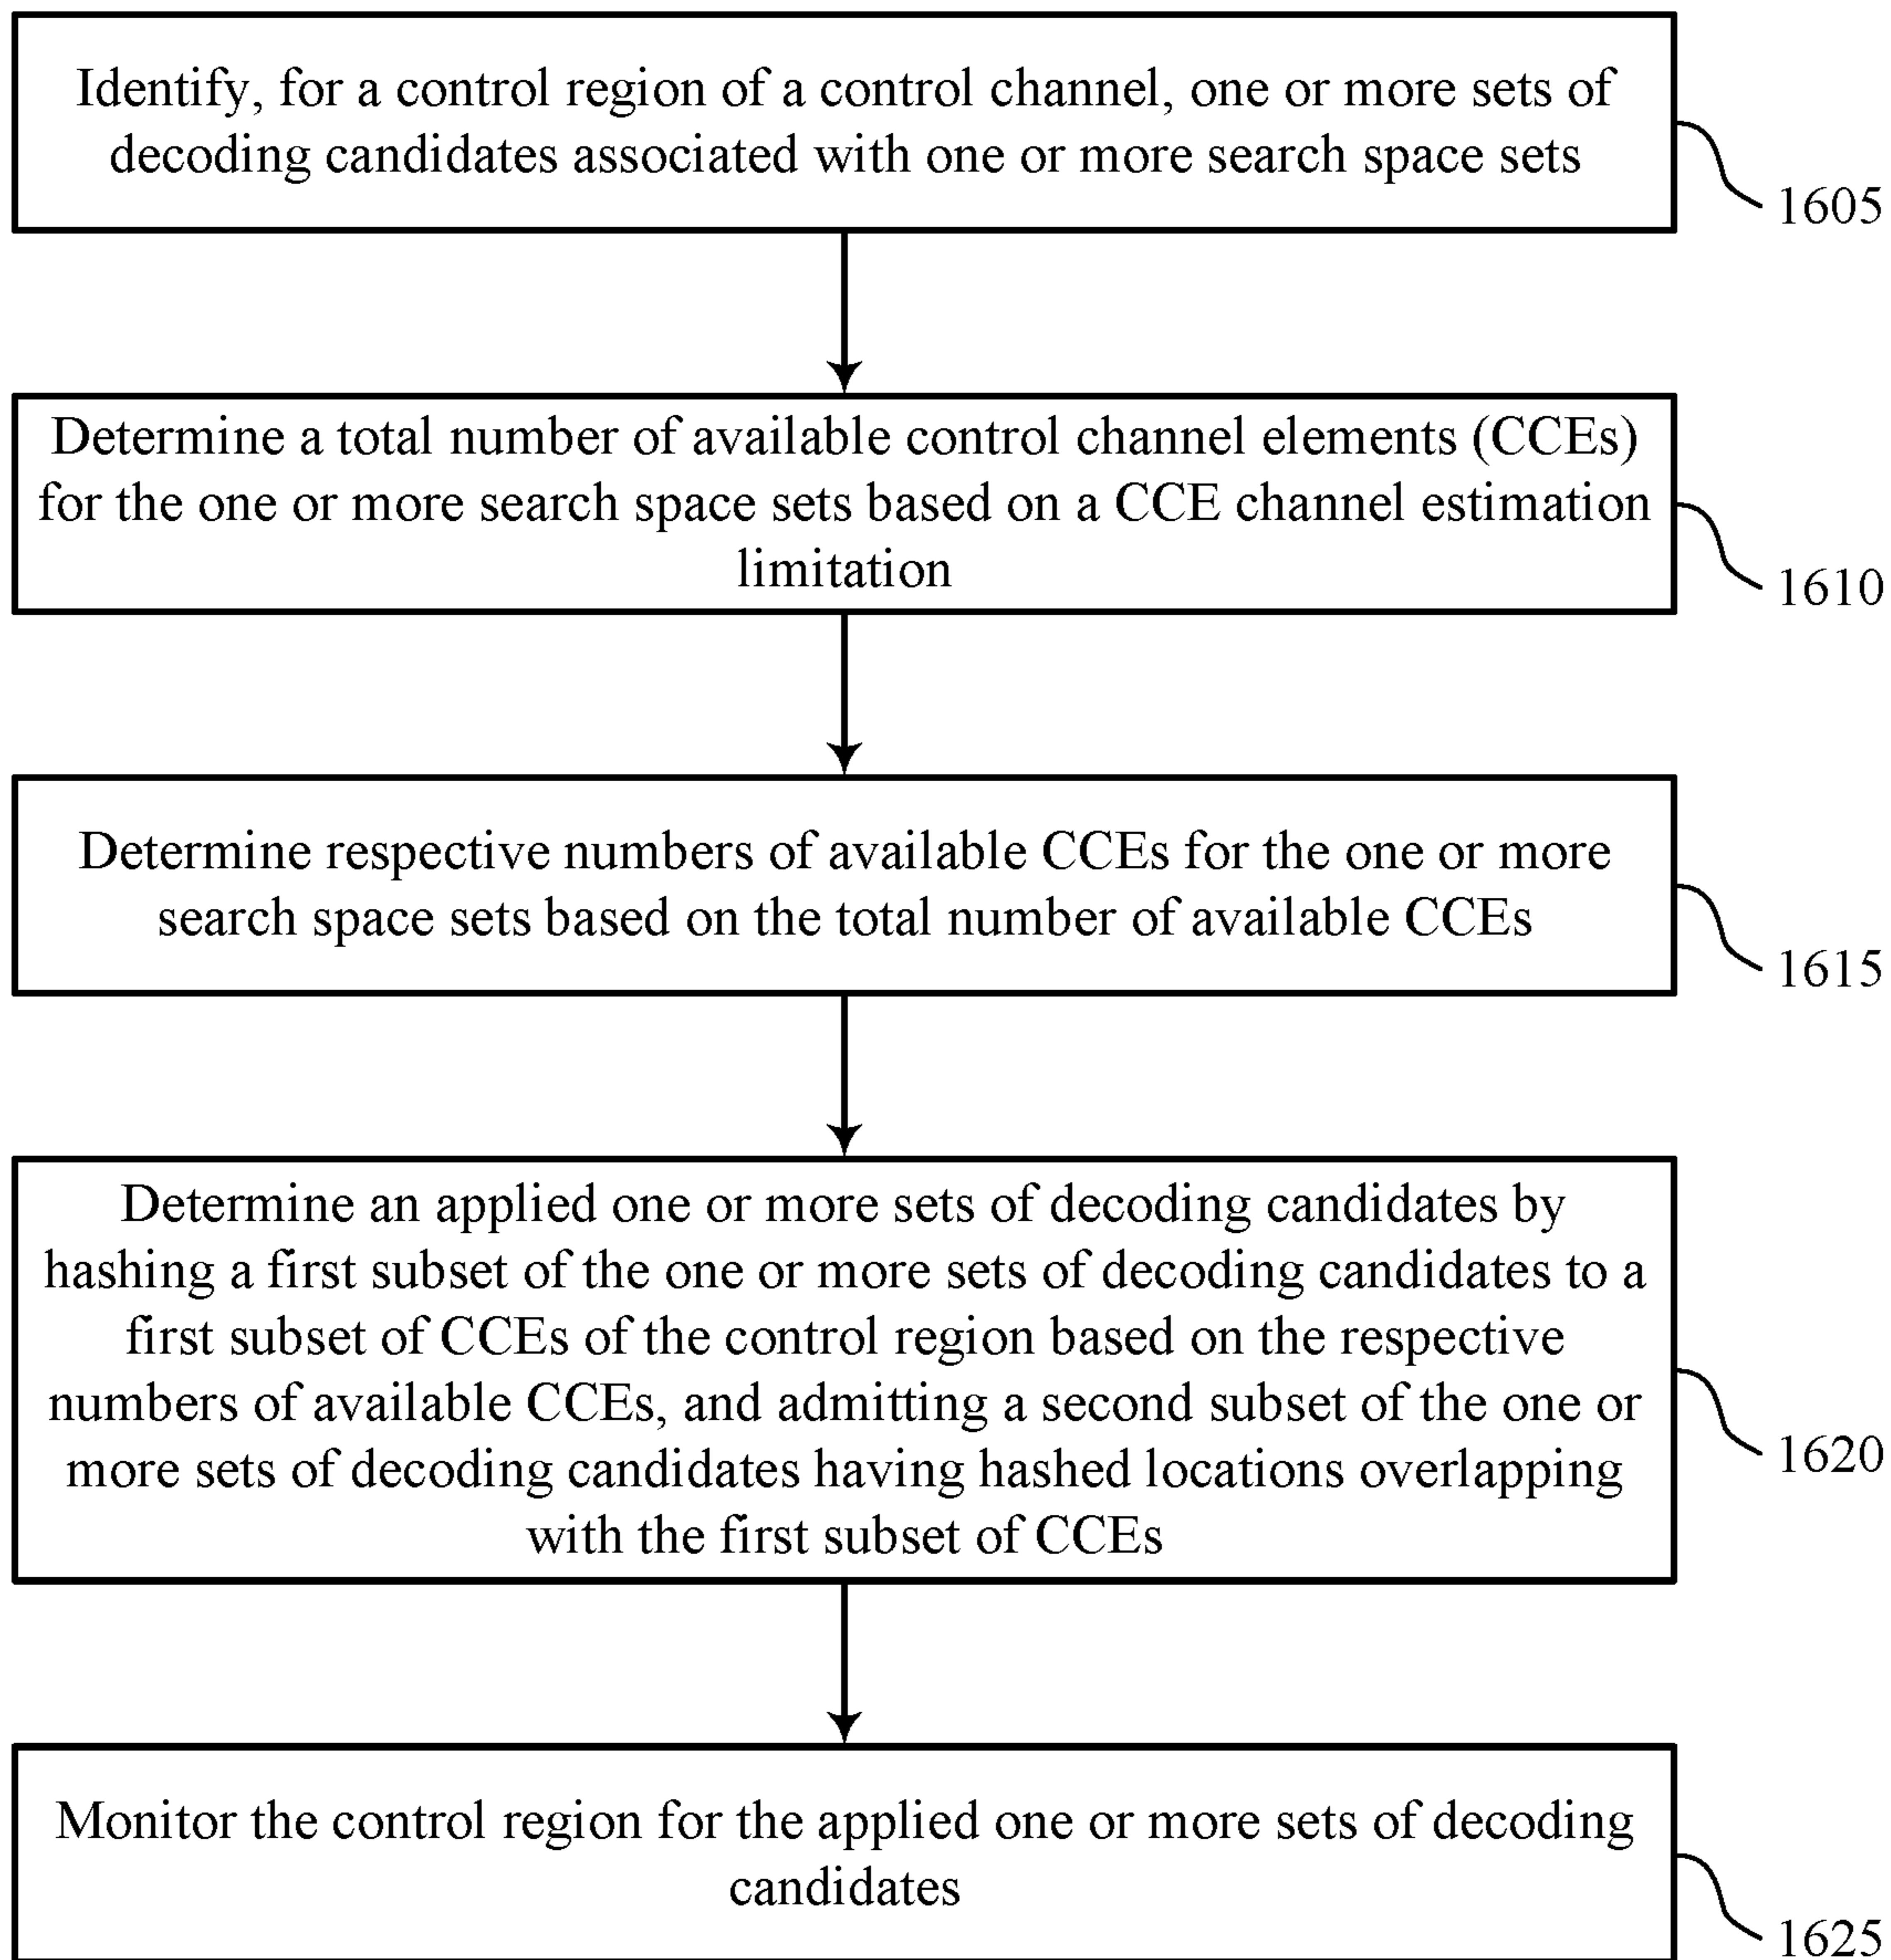 Identify, for a control region of a control channel, one or more sets of
decoding candidates associated with one or more search space sets
1605
Determine a total number of available control channel elements (CCEs)
for the one or more search space sets based on a CCE channel estimation
limitation
1610
Determine respective numbers of available CCEs for the one or more
search space sets based on the total number of available CCEs
1615
Determine an applied one or more sets of decoding candidates by
hashing a first subset of the one or more sets of decoding candidates to a
first subset of CCEs of the control region based on the respective
numbers of available CCEs, and admitting a second subset of the one or
more sets of decoding candidates having hashed locations overlapping
with the first subset of CCEs
1620
Monitor the control region for the applied one or more sets of decoding
candidates
1625